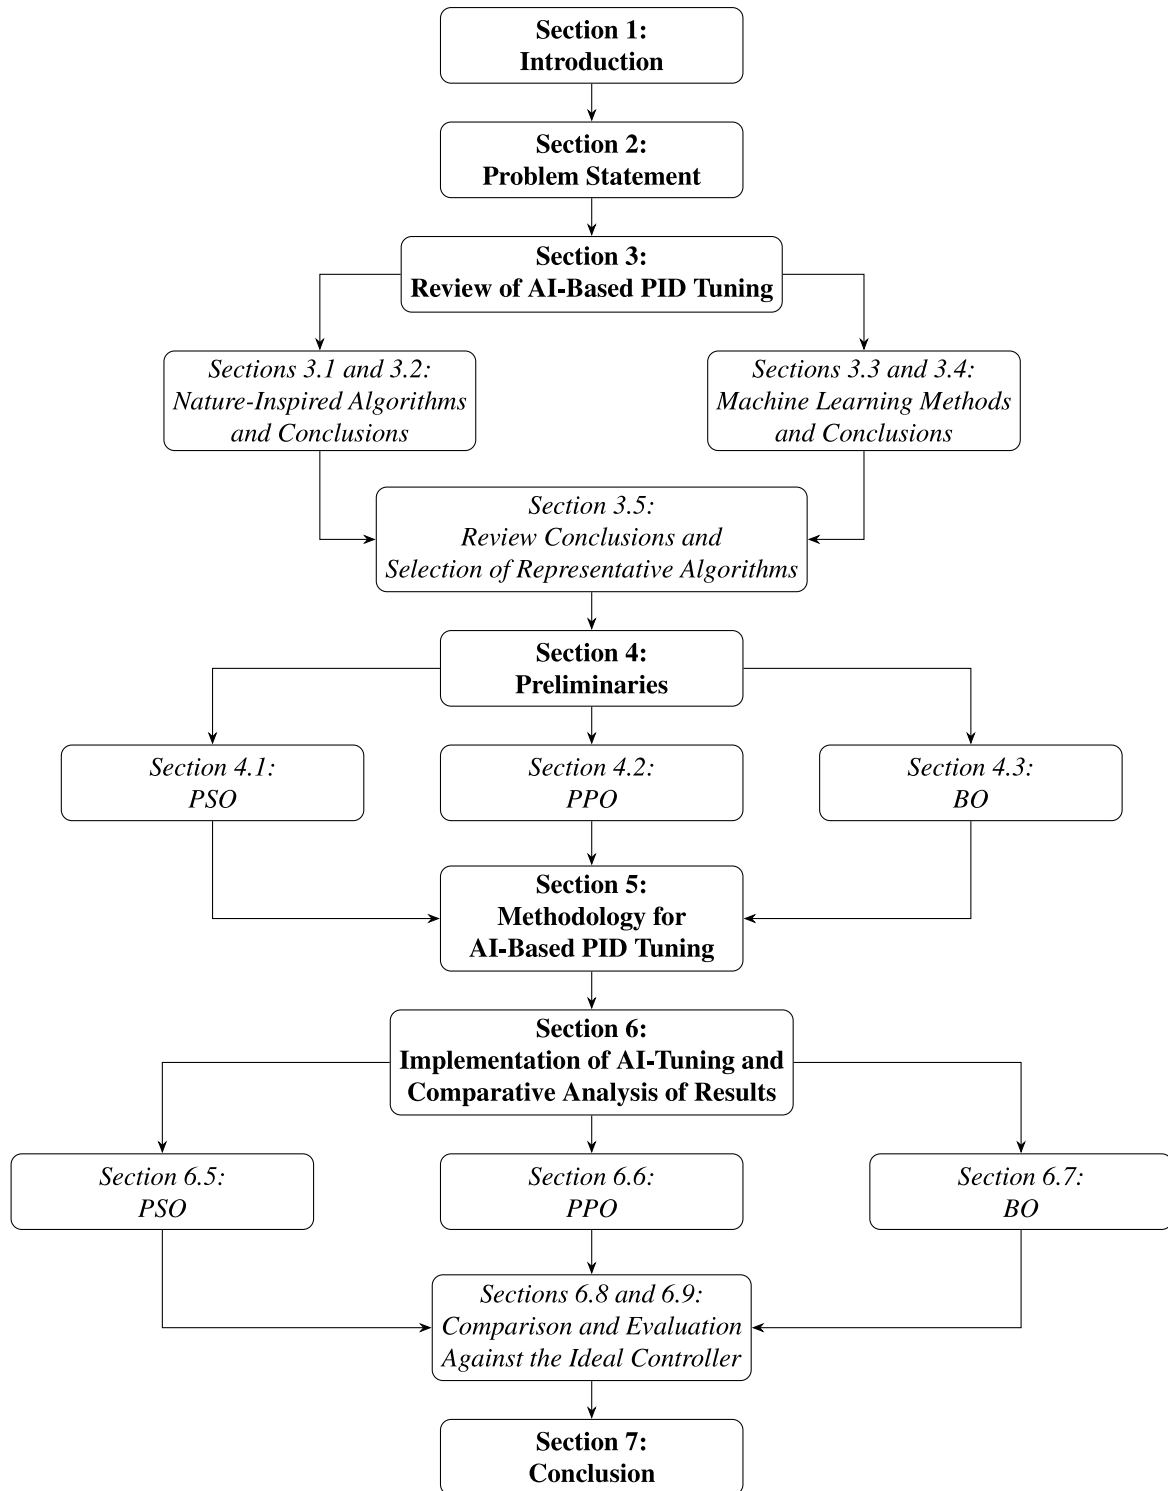 Section 1:
Introduction
Section 2:
Problem Statement
Section 3:
Review of AI-Based PID Tuning
Sections 3.1 and 3.2:
Nature-Inspired Algorithms
and Conclusions
Sections 3.3 and 3.4:
Machine Learning Methods
and Conclusions
Section 3.5:
Review Conclusions and
Selection of Representative Algorithms
Section 4:
Preliminaries
Section 4.1:
PSO
Section 4.2:
PPO
Section 4.3:
BO
Section 5:
Methodology for
AI-Based PID Tuning
Section 6:
Implementation of AI-Tuning and
Comparative Analysis of Results
Section 6.5:
PSO
Section 6.6:
PPO
Section 6.7:
BO
Sections 6.8 and 6.9:
Comparison and Evaluation
Against the Ideal Controller
Section 7:
Conclusion